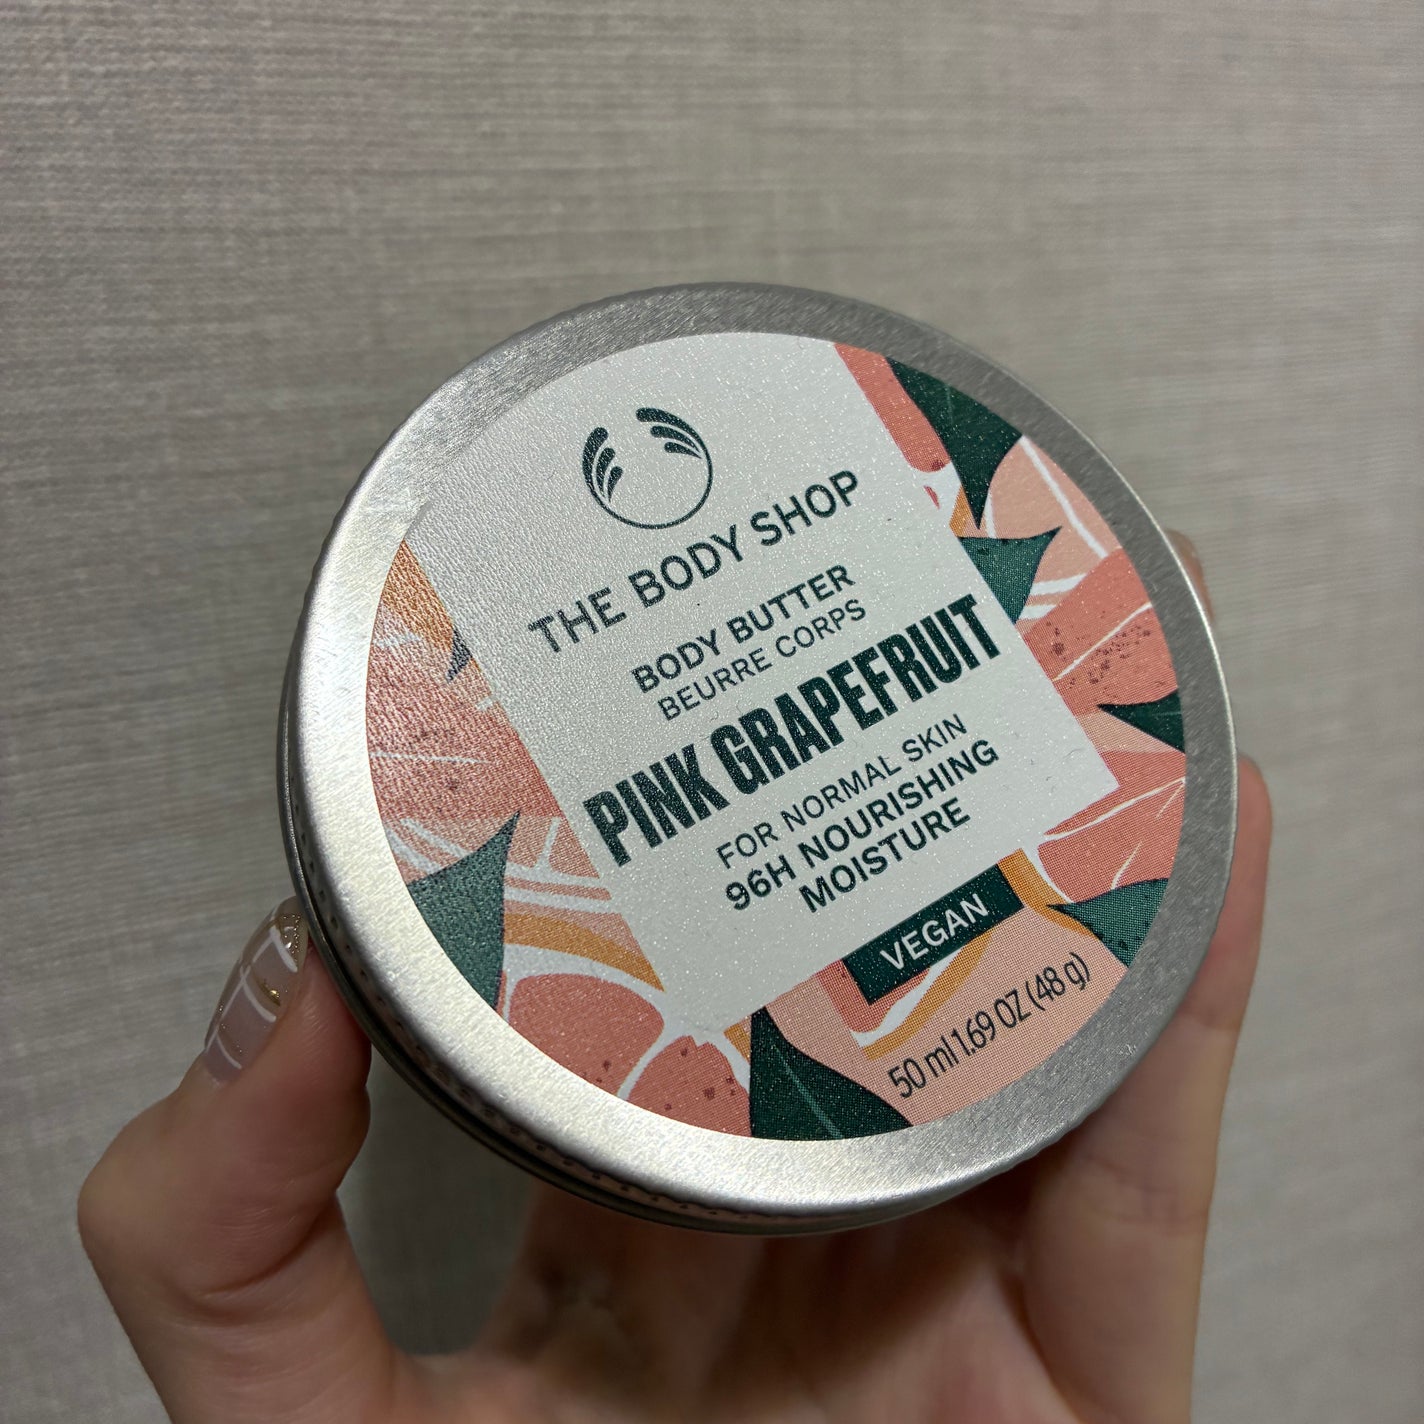 THE BODY SHOP
BODY BUTTER
BEURRE CORPS
PINK GRAPEFRUIT
FOR NORMAL SKIN
96H NOURISHING
MOISTURE
VEGAN
50 ml 1.69 OZ (48 g)